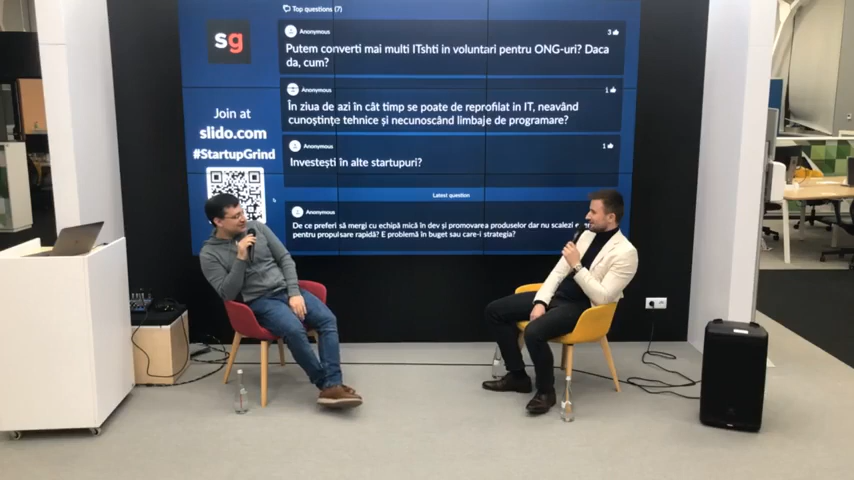 Top questions (7)
sg
Anonymous
3
Putem converti mai multi ITshti in voluntari pentru ONG-uri? Daca
da, cum?
Anonymous
1
În ziua de azi în cât timp se poate de reprofilat in IT, neavând
cunoștințe tehnice și necunoscând limbaje de programare?
Join at
slido.com
#StartupGrind
Anonymous
1
Investești în alte startupuri?
Latest question
Anonymous
De ce preferi să mergi cu echipă mică în dev și promovarea produselor dar nu scalezi
pentru propulsare rapidă? E problemă în buget sau care-i strategia?